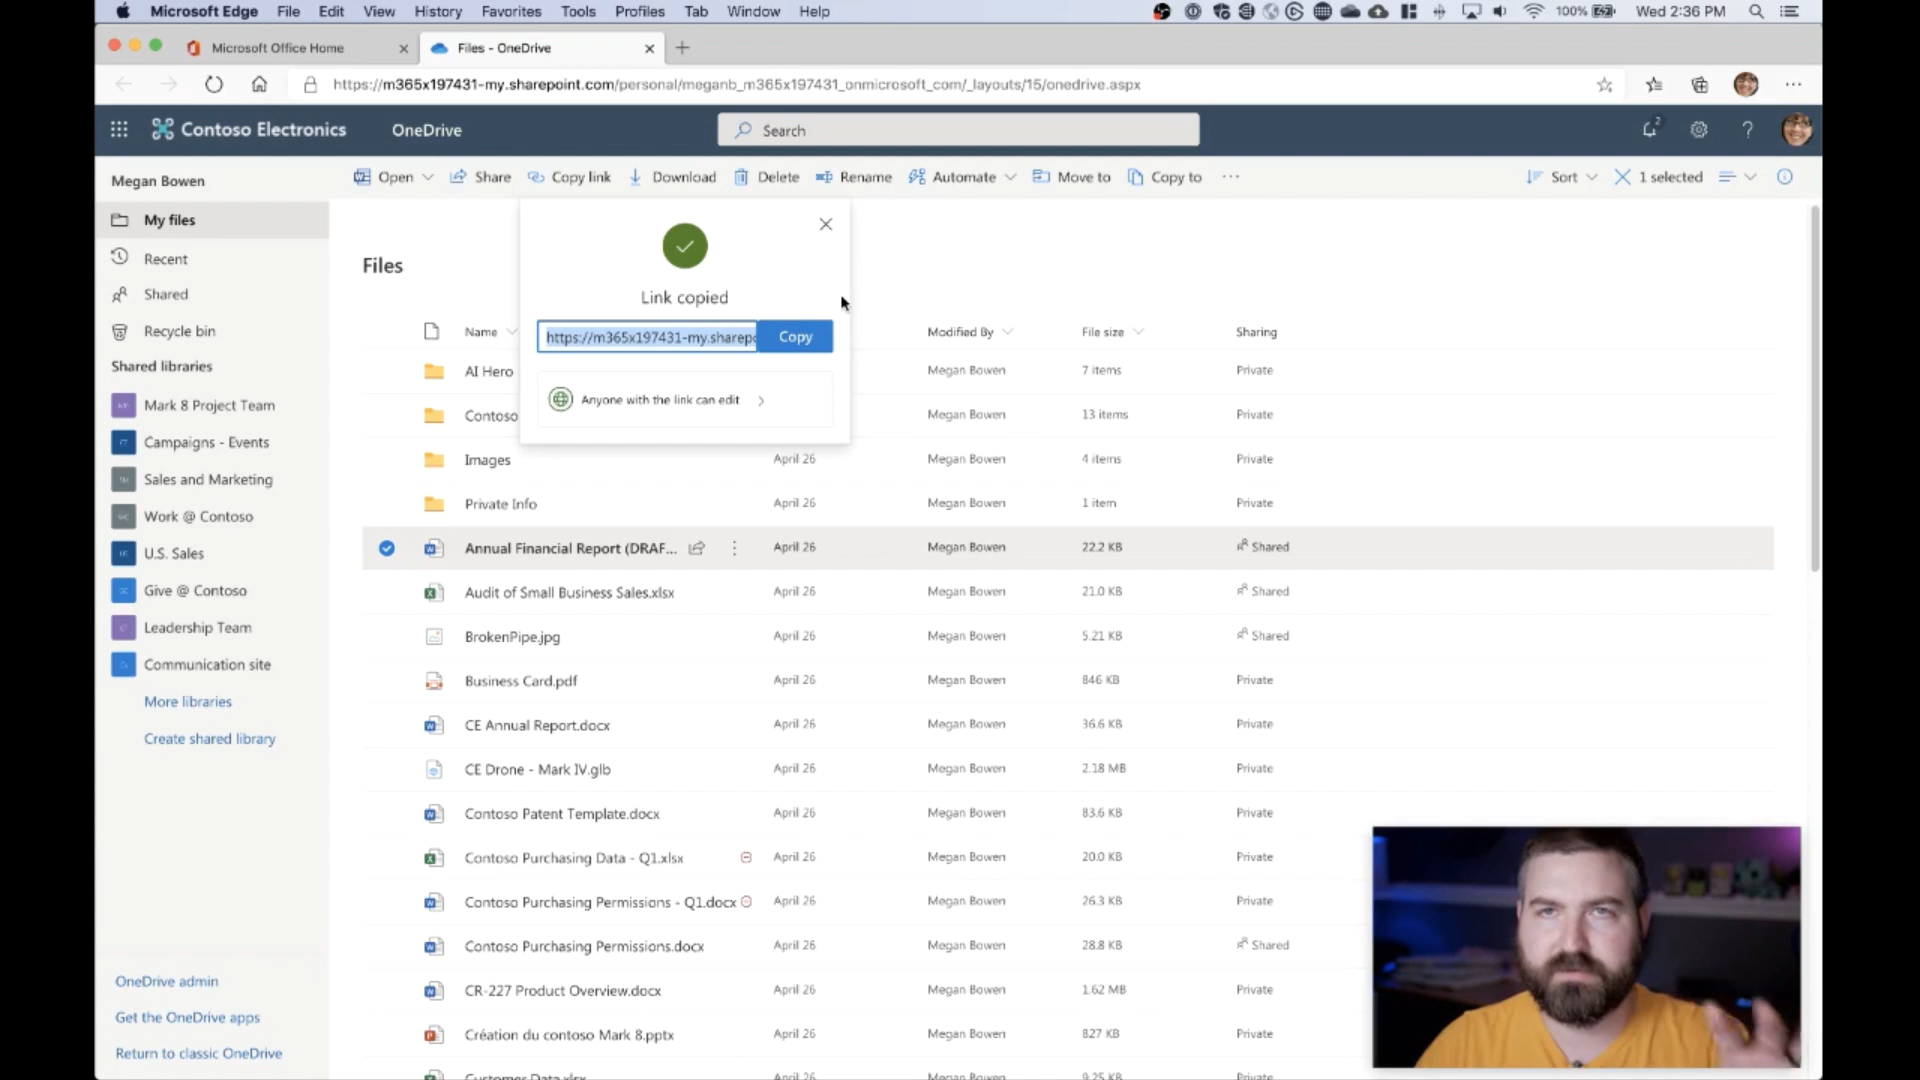 Microsoft Edge File Edit View History Favorites Tools Profiles Tab Window Help 100% Wed 2:36 PM
Microsoft Office Home Files - OneDrive
https://m365x197431-my.sharepoint.com/personal/meganb_m365x197431_onmicrosoft_com/_layouts/15/onedrive.aspx
Contoso Electronics OneDrive Search 2 ?
Megan Bowen
Open Share Copy link Download Delete Rename Automate Move to Copy to Sort 1 selected
My files
Recent
Shared
Recycle bin
Shared libraries
Mark 8 Project Team
Campaigns - Events
Sales and Marketing
Work @ Contoso
U.S. Sales
Give @ Contoso
Leadership Team
Communication site
More libraries
Create shared library
OneDrive admin
Get the OneDrive apps
Return to classic OneDrive
Files
Link copied
https://m365x197431-my.sharepo Copy
Anyone with the link can edit
Name Modified By File size Sharing
AI Hero Megan Bowen 7 items Private
Contoso Megan Bowen 13 items Private
Images April 26 Megan Bowen 4 items Private
Private Info April 26 Megan Bowen 1 item Private
Annual Financial Report (DRAF... April 26 Megan Bowen 22.2 KB Shared
Audit of Small Business Sales.xlsx April 26 Megan Bowen 21.0 KB Shared
BrokenPipe.jpg April 26 Megan Bowen 5.21 KB Shared
Business Card.pdf April 26 Megan Bowen 846 KB Private
CE Annual Report.docx April 26 Megan Bowen 36.6 KB Private
CE Drone - Mark IV.glb April 26 Megan Bowen 2.18 MB Private
Contoso Patent Template.docx April 26 Megan Bowen 83.6 KB Private
Contoso Purchasing Data - Q1.xlsx April 26 Megan Bowen 20.0 KB Private
Contoso Purchasing Permissions - Q1.docx April 26 Megan Bowen 26.3 KB Private
Contoso Purchasing Permissions.docx April 26 Megan Bowen 28.8 KB Shared
CR-227 Product Overview.docx April 26 Megan Bowen 1.62 MB Private
Création du contoso Mark 8.pptx April 26 Megan Bowen 827 KB Private
Customer Data.xlsx April 26 Megan Bowen 9.25 KB Private